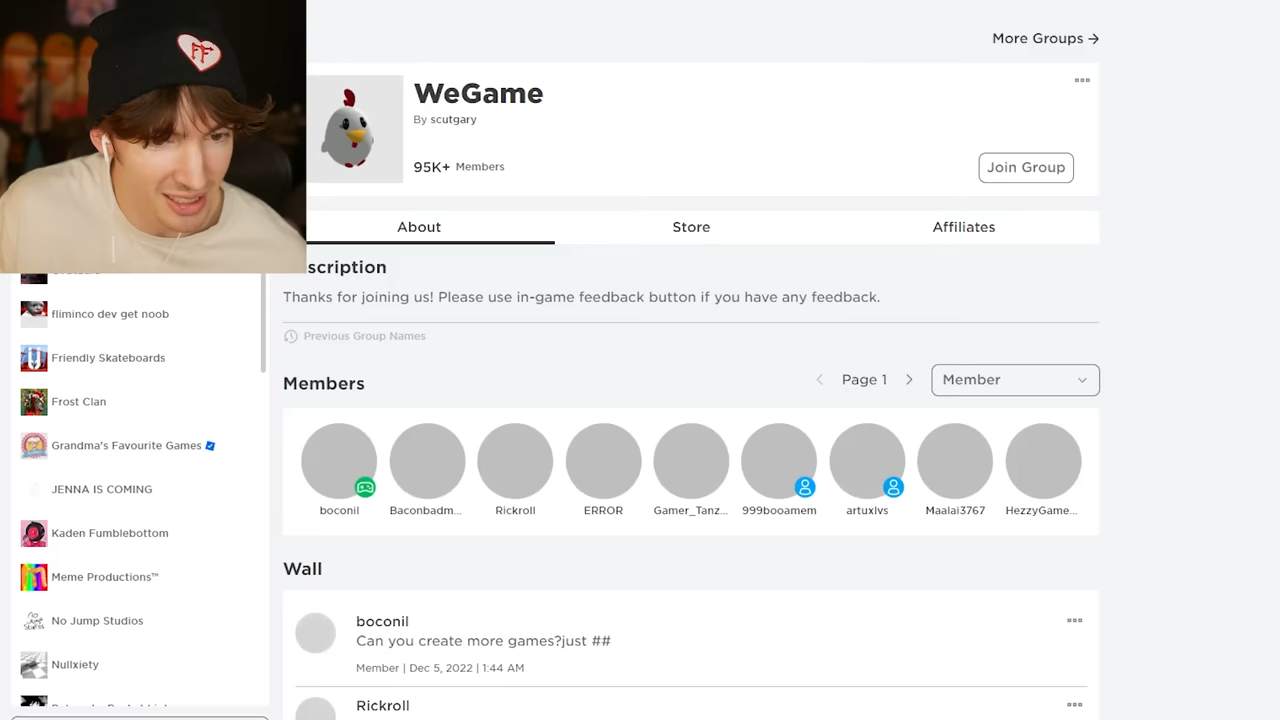 FF
More Groups →
WeGame
By scutgary
95K+ Members
Join Group
About
Store
Affiliates
scription
Thanks for joining us! Please use in-game feedback button if you have any feedback.
Previous Group Names
Members
Page 1
Member
boconil
Baconbadm...
Rickroll
ERROR
Gamer_Tanz...
999booamem
artuxlvs
Maalai3767
HezzyGame...
Wall
boconil
Can you create more games?just ##
Member | Dec 5, 2022 | 1:44 AM
Rickroll
fliminco dev get noob
Friendly Skateboards
Frost Clan
Grandma's Favourite Games
JENNA IS COMING
Kaden Fumblebottom
Meme Productions™
No Jump Studios
Nullxiety